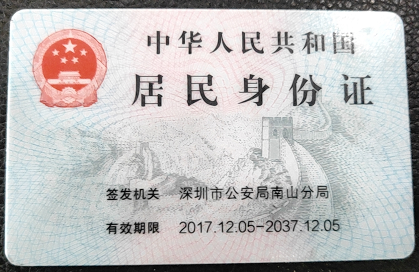 中华人民共和国
居民身份证
签发机关 深圳市公安局南山分局
有效期限 2017.12.05-2037.12.05